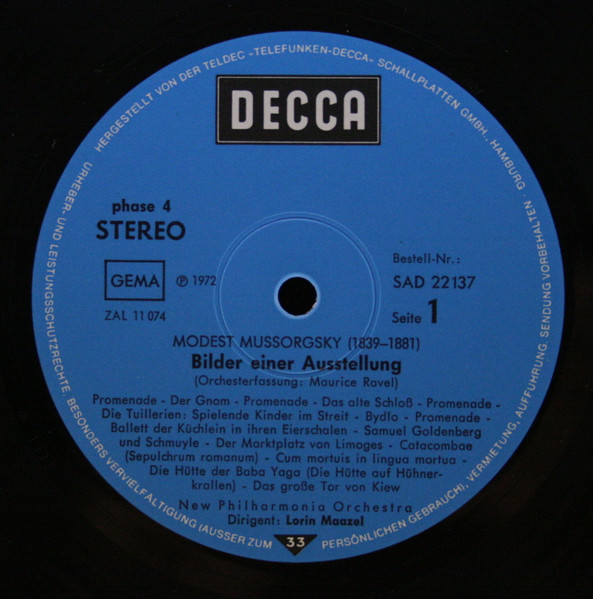 HERGESTELLT VON DER TELDEC »TELEFUNKEN-DECCA« SCHALLPLATTEN GMBH., HAMBURG
URHEBER- UND LEISTUNGSSCHUTZRECHTE, BESONDERS VERVIELFÄLTIGUNG (AUSSER ZUM PERSÖNLICHEN GEBRAUCH), VERMIETUNG, AUFFÜHRUNG, SENDUNG VORBEHALTEN
DECCA
phase 4
STEREO
GEMA
℗ 1972
ZAL 11 074
Bestell-Nr.:
SAD 22 137
Seite 1
MODEST MUSSORGSKY (1839–1881)
Bilder einer Ausstellung
(Orchesterfassung: Maurice Ravel)
Promenade - Der Gnom - Promenade - Das alte Schloß - Promenade -
Die Tuillerien: Spielende Kinder im Streit - Bydlo - Promenade -
Ballett der Küchlein in ihren Eierschalen - Samuel Goldenberg
und Schmuyle - Der Marktplatz von Limoges - Catacombae
(Sepulchrum romanum) - Cum mortuis in lingua mortua -
Die Hütte der Baba Yaga (Die Hütte auf Hühner-
krallen) - Das große Tor von Kiew
New Philharmonia Orchestra
Dirigent: Lorin Maazel
33